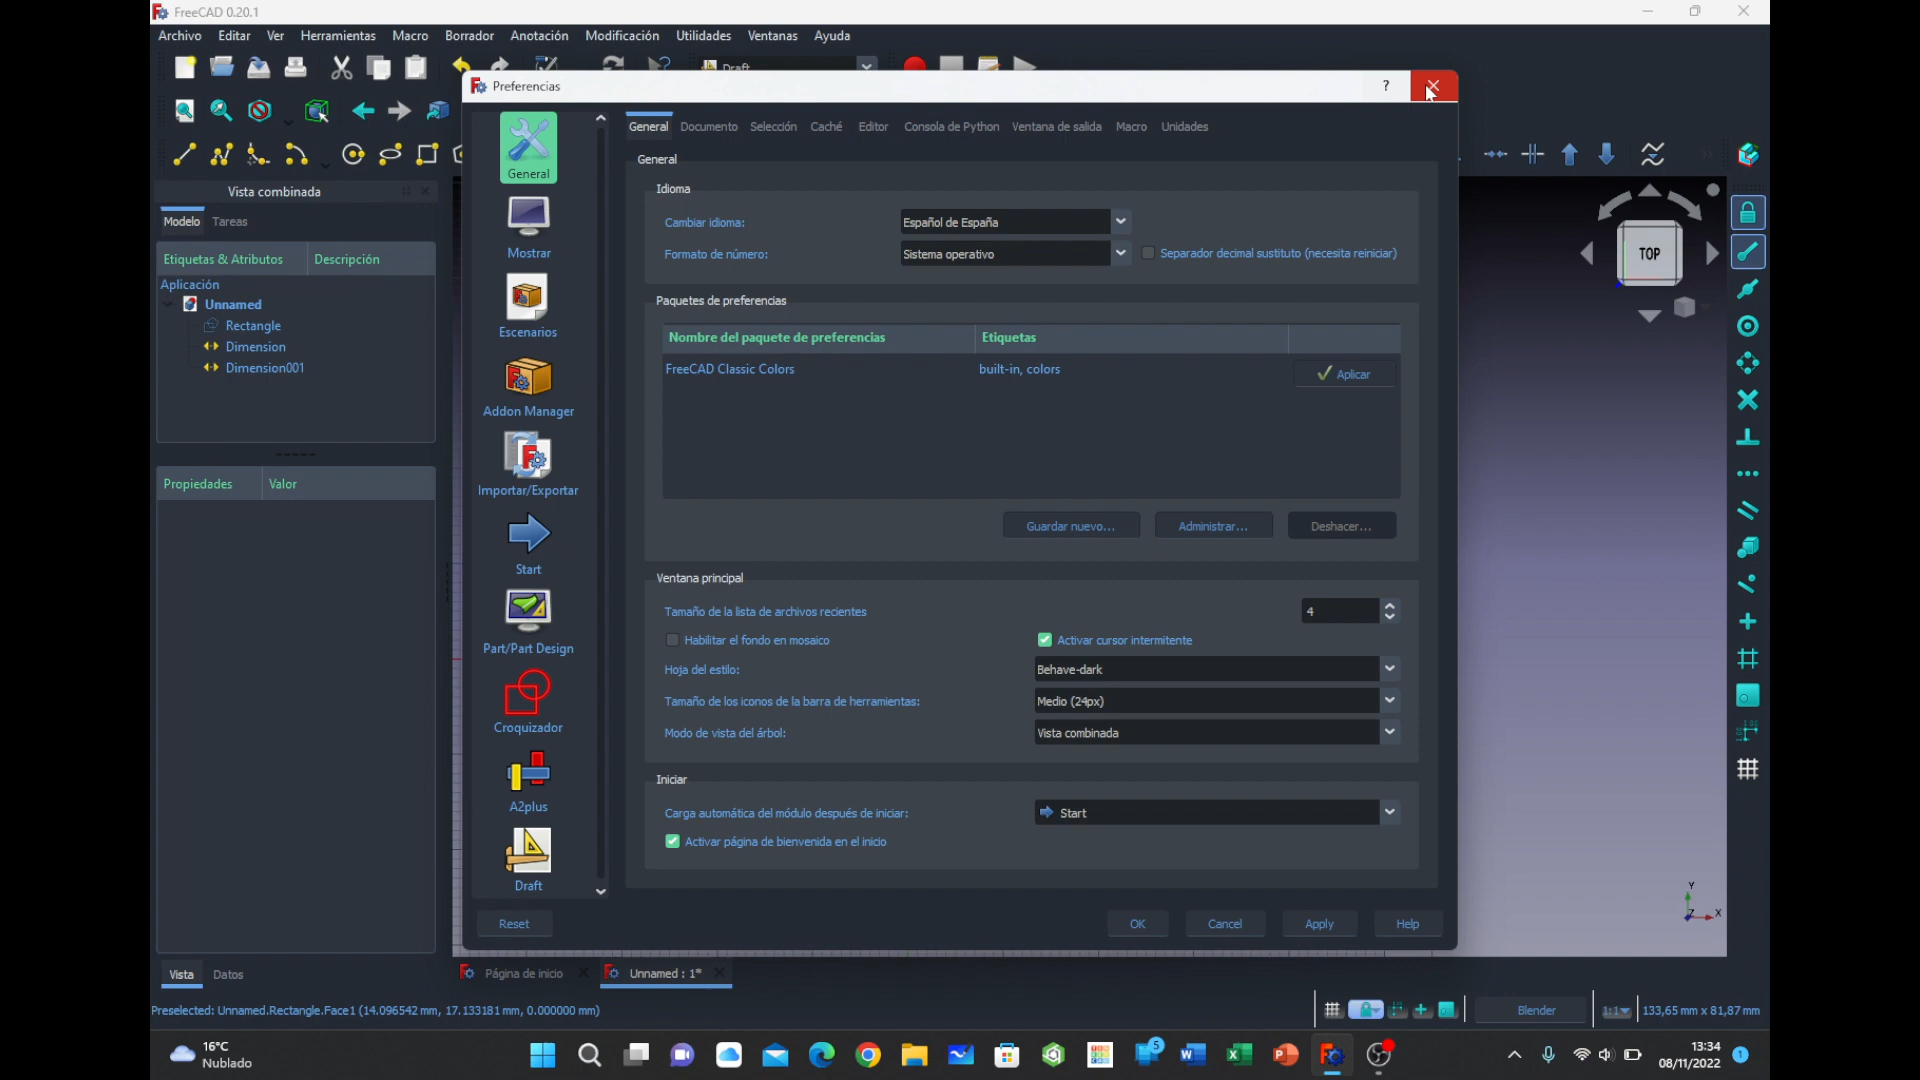 FreeCAD 0.20.1
Archivo Editar Ver Herramientas Macro Borrador Anotación Modificación Utilidades Ventanas Ayuda
Draft
Preferencias ?
General Documento Selección Caché Editor Consola de Python Ventana de salida Macro Unidades
General
Mostrar
Escenarios
Addon Manager
Importar/Exportar
Start
Part/Part Design
Croquizador
A2plus
Draft
General
Idioma
Cambiar idioma: Español de España
Formato de número: Sistema operativo Separador decimal sustituto (necesita reiniciar)
Paquetes de preferencias
Nombre del paquete de preferencias Etiquetas
FreeCAD Classic Colors built-in, colors Aplicar
Guardar nuevo... Administrar... Deshacer...
Ventana principal
Tamaño de la lista de archivos recientes 4
Habilitar el fondo en mosaico Activar cursor intermitente
Hoja del estilo: Behave-dark
Tamaño de los iconos de la barra de herramientas: Medio (24px)
Modo de vista del árbol: Vista combinada
Iniciar
Carga automática del módulo después de iniciar: Start
Activar página de bienvenida en el inicio
Reset OK Cancel Apply Help
Vista combinada
Modelo Tareas
Etiquetas & Atributos Descripción
Aplicación
Unnamed
Rectangle
Dimension
Dimension001
Propiedades Valor
Vista Datos
TOP
Y
Z X
Página de inicio Unnamed : 1*
Preselected: Unnamed.Rectangle.Face1 (14.096542 mm, 17.133181 mm, 0.000000 mm)
Blender 1:1 133,65 mm x 81,87 mm
16°C
Nublado
5
13:34
08/11/2022 1